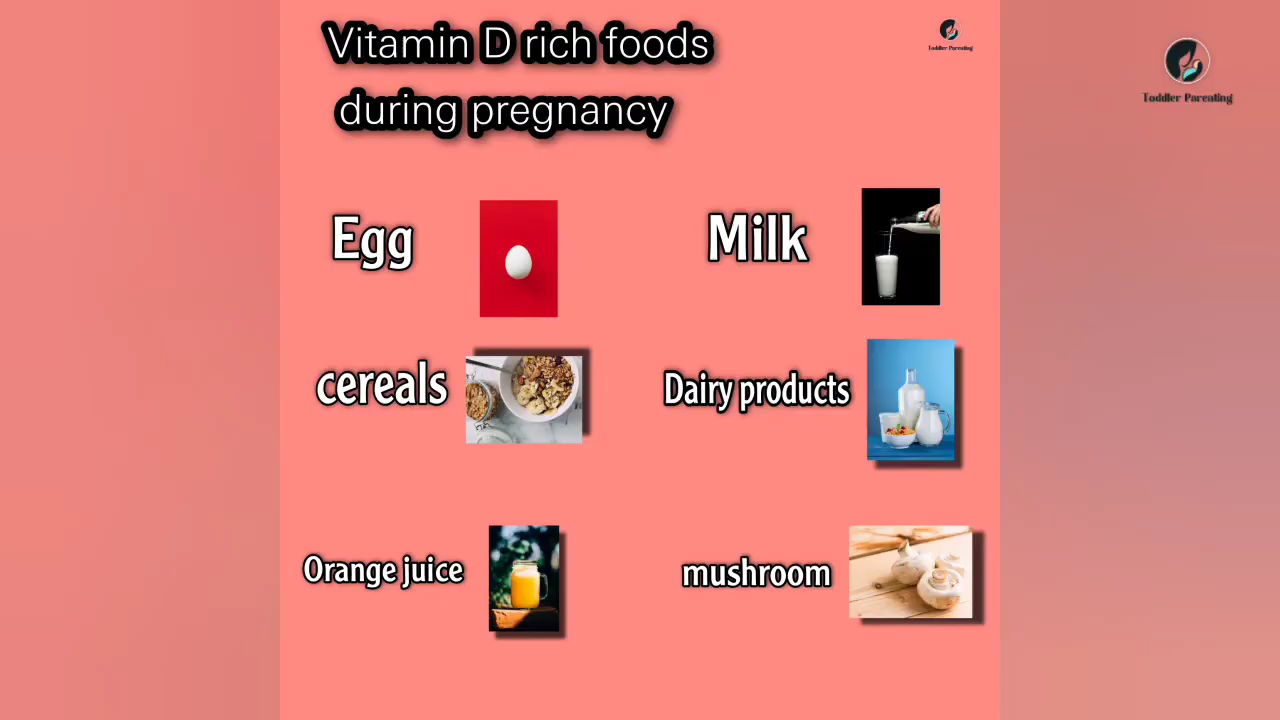 Vitamin D rich foods
during pregnancy
Toddler Parenting
Toddler Parenting
Egg
Milk
cereals
Dairy products
Orange juice
mushroom